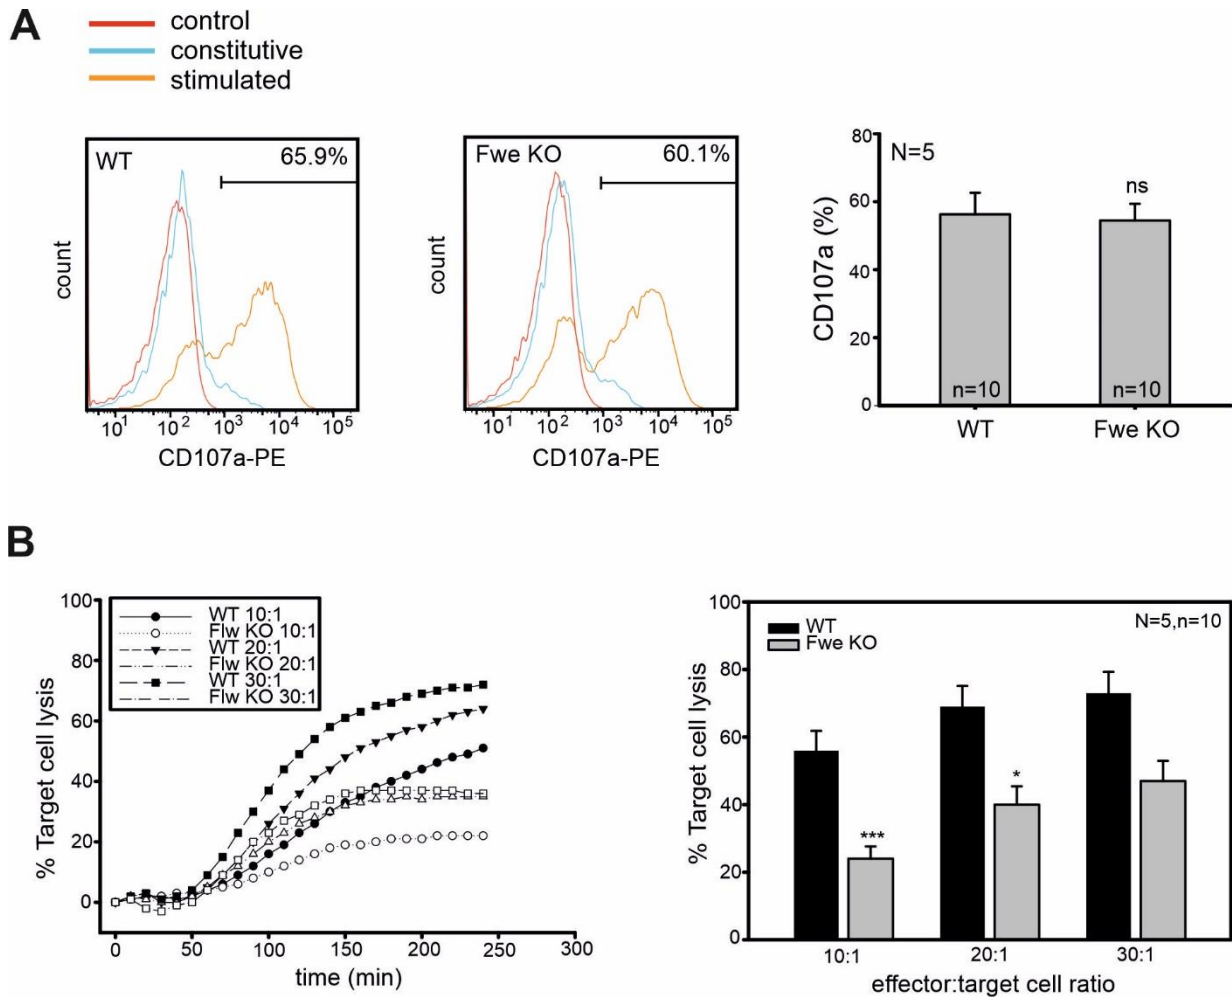 A
control
constitutive
stimulated
WT
65.9%
count
10^1 10^2 10^3 10^4 10^5
CD107a-PE
Fwe KO
60.1%
count
10^1 10^2 10^3 10^4 10^5
CD107a-PE
N=5
ns
CD107a (%)
80
60
40
20
0
n=10
n=10
WT
Fwe KO
B
WT 10:1
Flw KO 10:1
WT 20:1
Flw KO 20:1
WT 30:1
Flw KO 30:1
% Target cell lysis
100
80
60
40
20
0
0 50 100 150 200 250 300
time (min)
WT
Fwe KO
N=5,n=10
% Target cell lysis
100
80
60
40
20
0
***
*
10:1 20:1 30:1
effector:target cell ratio